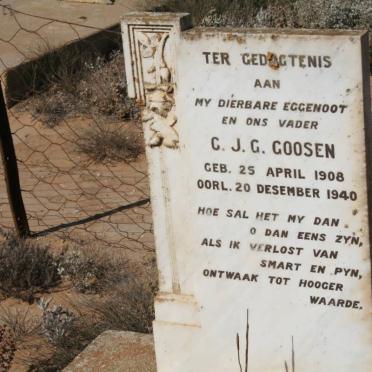 TER GEDAGTENIS
AAN
MY DIERBARE EGGENOOT
EN ONS VADER
C. J. G. GOOSEN
GEB. 25 APRIL 1908
OORL. 20 DESEMBER 1940
HOE SAL HET MY DAN
O DAN EENS ZYN,
ALS IK VERLOST VAN
SMART EN PYN,
ONTWAAK TOT HOOGER
WAARDE.